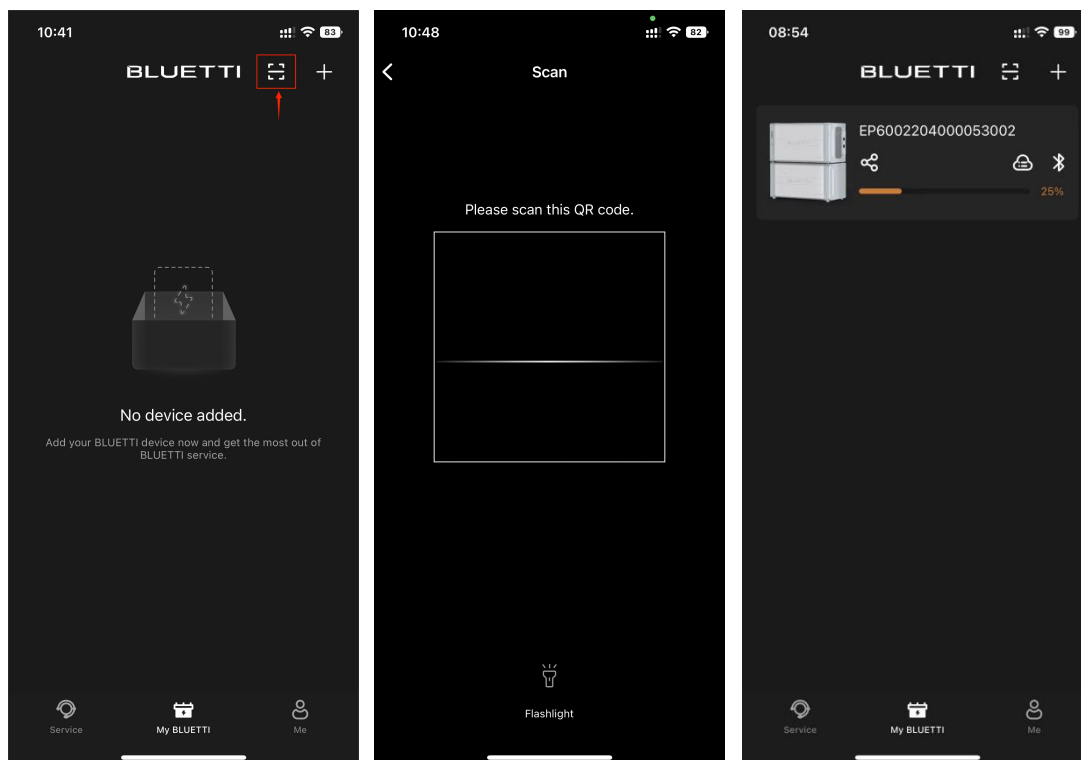 10:41
83
BLUETTI
No device added.
Add your BLUETTI device now and get the most out of
BLUETTI service.
Service
My BLUETTI
Me
10:48
82
Scan
Please scan this QR code.
Flashlight
08:54
99
BLUETTI
EP6002204000053002
25%
Service
My BLUETTI
Me